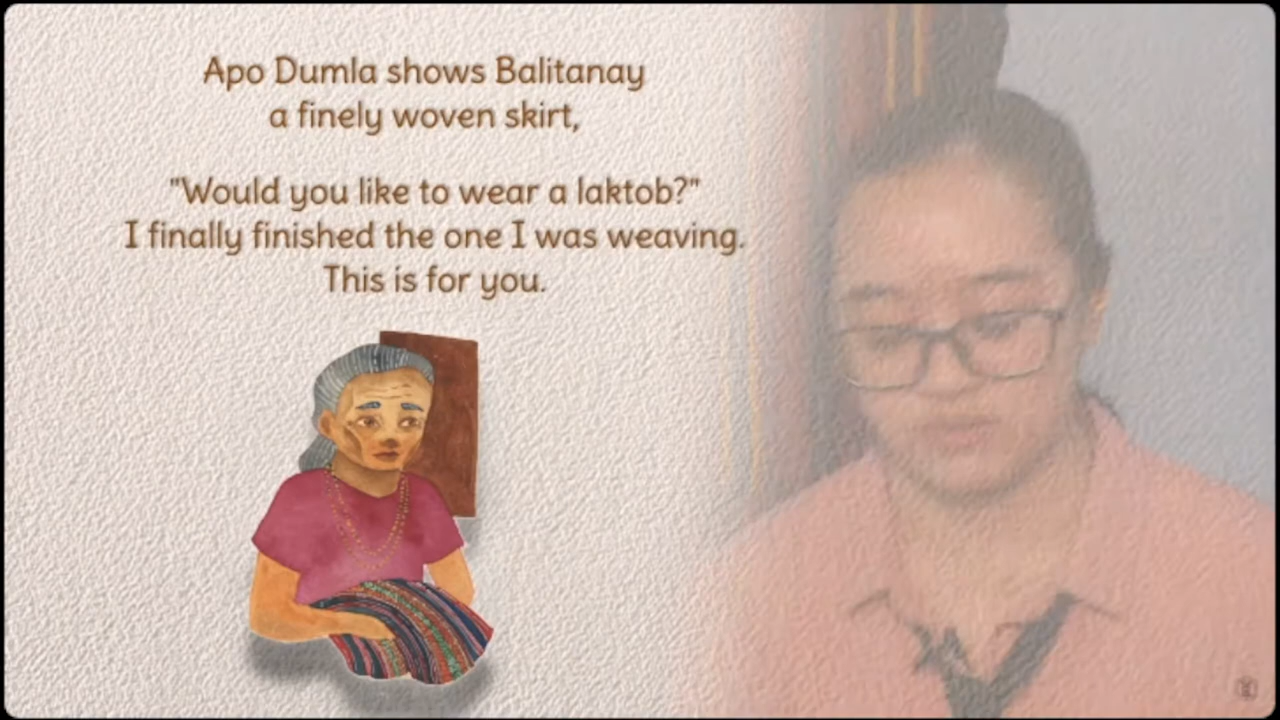 Apo Dumla shows Balitanay
a finely woven skirt,
"Would you like to wear a laktob?"
I finally finished the one I was weaving.
This is for you.